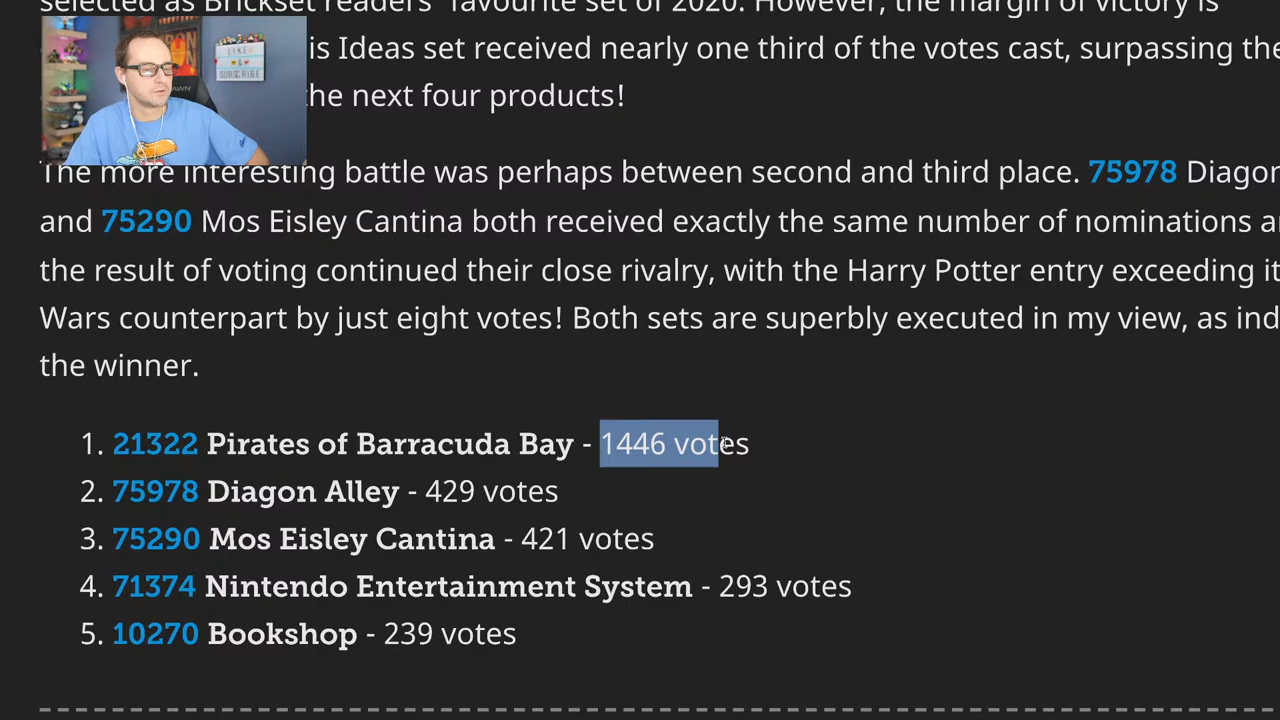 selected as Brickset readers' favourite set of 2020. However, the margin of victory is
is Ideas set received nearly one third of the votes cast, surpassing the
the next four products!
LIKE
&
SUBSCRIBE
The more interesting battle was perhaps between second and third place. 75978 Diagon
and 75290 Mos Eisley Cantina both received exactly the same number of nominations a
the result of voting continued their close rivalry, with the Harry Potter entry exceeding it
Wars counterpart by just eight votes! Both sets are superbly executed in my view, as ind
the winner.
1. 21322 Pirates of Barracuda Bay - 1446 votes
2. 75978 Diagon Alley - 429 votes
3. 75290 Mos Eisley Cantina - 421 votes
4. 71374 Nintendo Entertainment System - 293 votes
5. 10270 Bookshop - 239 votes